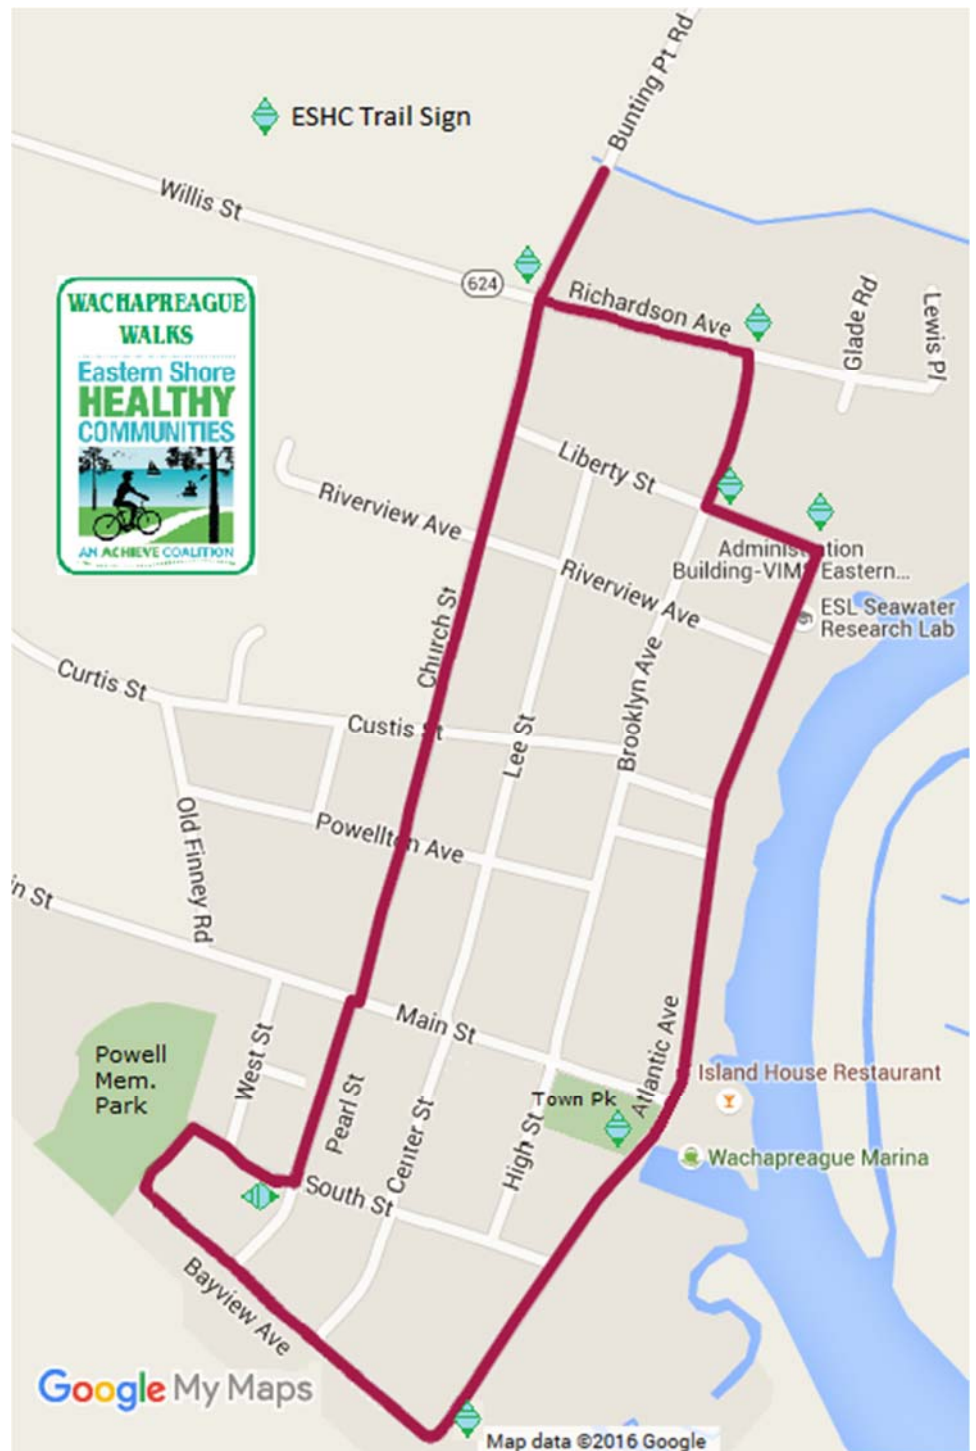 Bunting Pt Rd
ESHC Trail Sign
Willis St
624
Richardson Ave
Glade Rd
Lewis Pl
WACHAPREAGUE
WALKS
Eastern Shore
HEALTHY
COMMUNITIES
AN ACHIEVE COALITION
Liberty St
Riverview Ave
Administration
Building-VIMS Eastern...
Riverview Ave
ESL Seawater
Research Lab
Church St
Curtis St
Custis St
Lee St
Brooklyn Ave
Old Finney Rd
Powellton Ave
in St
Main St
Atlantic Ave
Powell
Mem.
Park
West St
Pearl St
Center St
High St
Town Pk
Island House Restaurant
Wachapreague Marina
South St
Bayview Ave
Google My Maps
Map data ©2016 Google